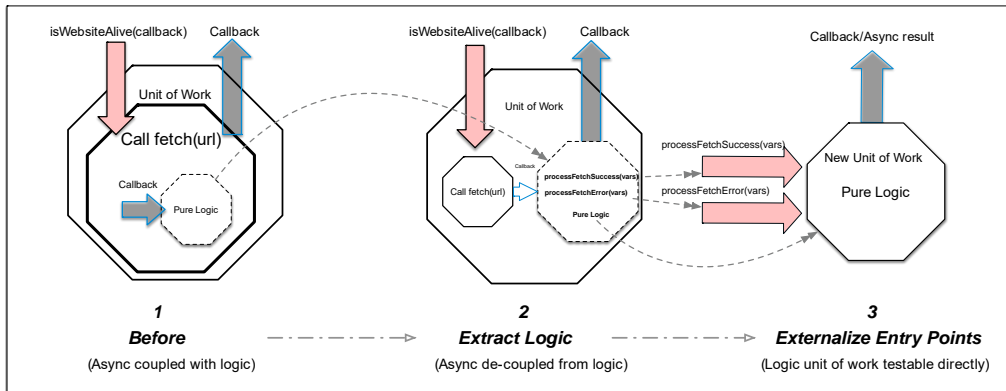 isWebsiteAlive(callback)
Callback
Unit of Work
Call fetch(url)
Callback
Pure Logic
1
Before
(Async coupled with logic)
isWebsiteAlive(callback)
Callback
Unit of Work
Callback
Call fetch(url)
processFetchSuccess(vars)
processFetchError(vars)
Pure Logic
2
Extract Logic
(Async de-coupled from logic)
processFetchSuccess(vars)
processFetchError(vars)
Callback/Async result
New Unit of Work
Pure Logic
3
Externalize Entry Points
(Logic unit of work testable directly)